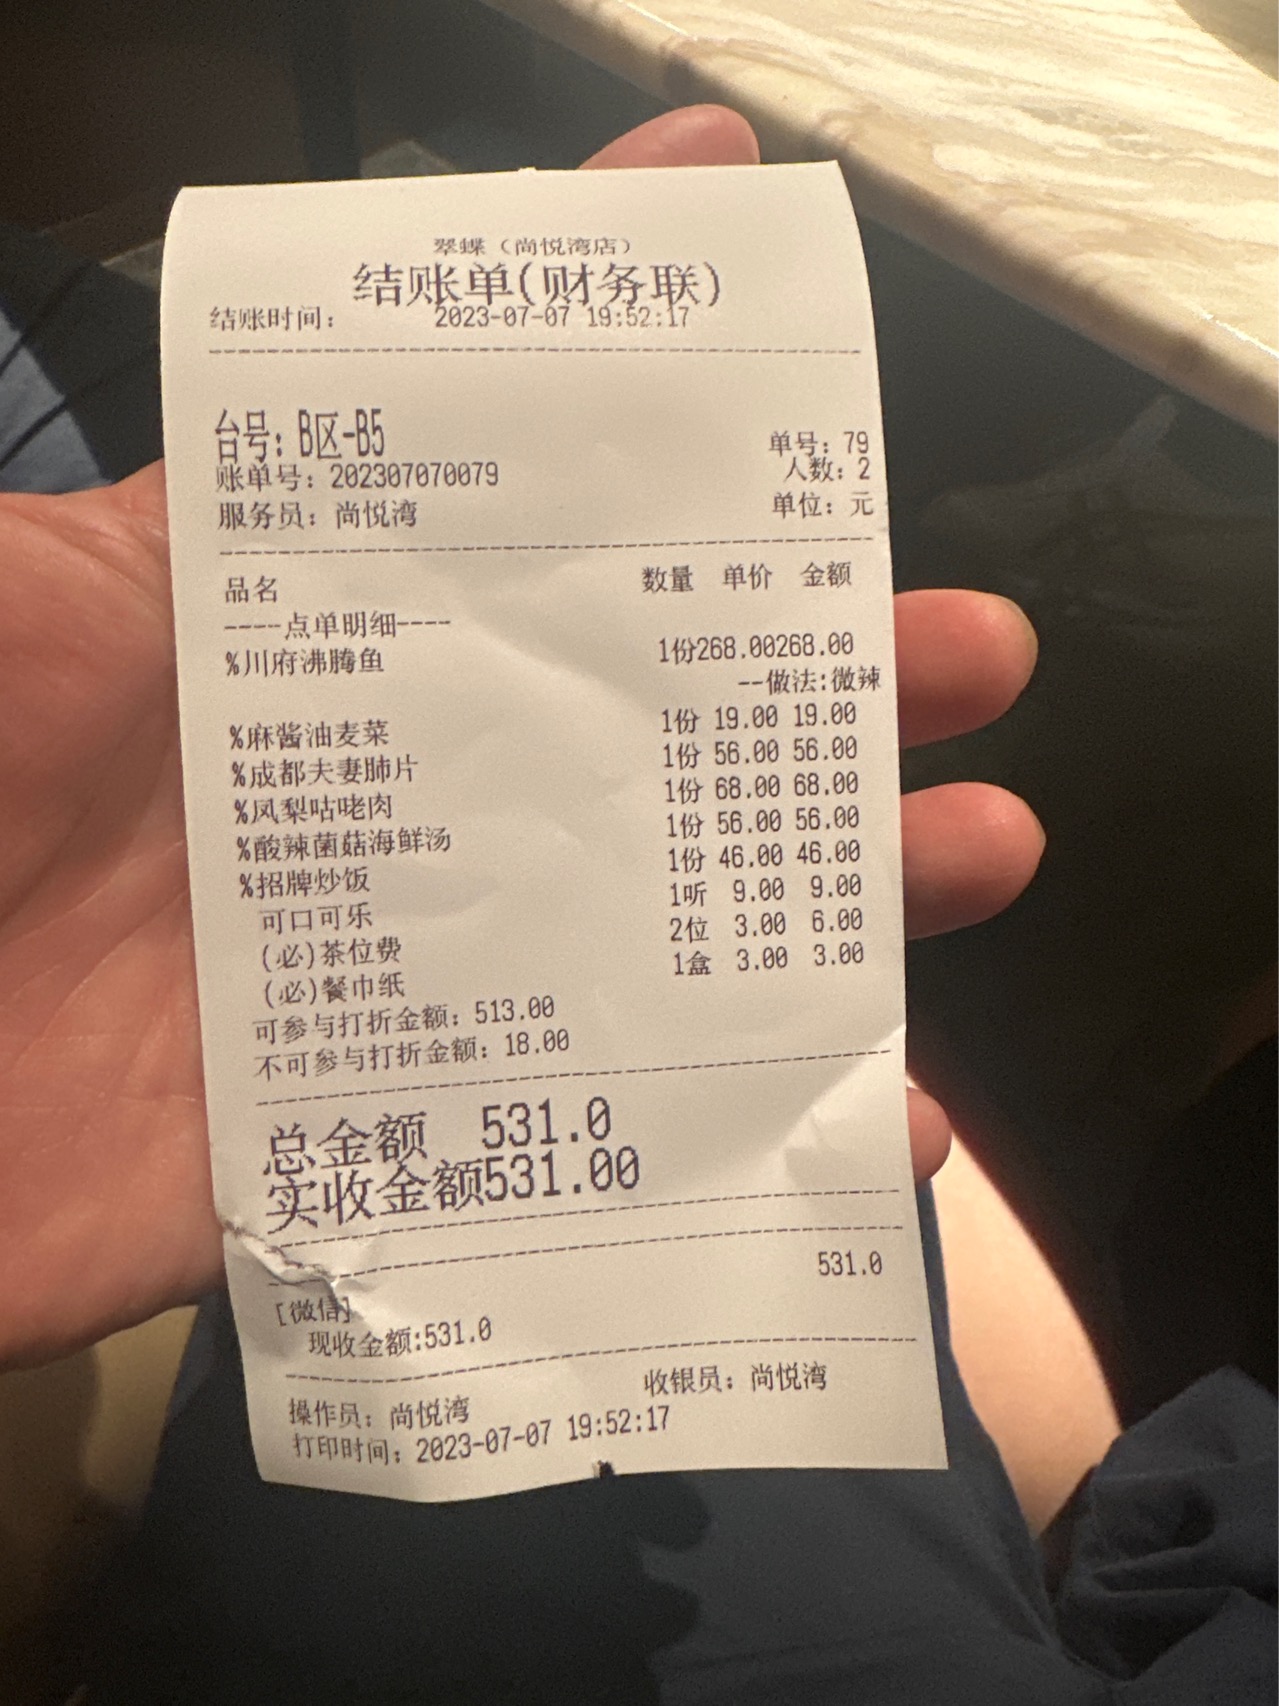 翠蝶（尚悦湾店）
结账单(财务联)
结账时间： 2023-07-07 19:52:17
台号：B区-B5
单号：79
账单号：202307070079
人数：2
服务员：尚悦湾
单位：元
品名 数量 单价 金额
----点单明细----
%川府沸腾鱼 1份268.00268.00
--做法:微辣
%麻酱油麦菜 1份 19.00 19.00
%成都夫妻肺片 1份 56.00 56.00
%凤梨咕咾肉 1份 68.00 68.00
%酸辣菌菇海鲜汤 1份 56.00 56.00
%招牌炒饭 1份 46.00 46.00
可口可乐 1听 9.00 9.00
(必)茶位费 2位 3.00 6.00
(必)餐巾纸 1盒 3.00 3.00
可参与打折金额：513.00
不可参与打折金额：18.00
总金额 531.0
实收金额531.00
531.0
[微信]
现收金额:531.0
收银员：尚悦湾
操作员：尚悦湾
打印时间：2023-07-07 19:52:17